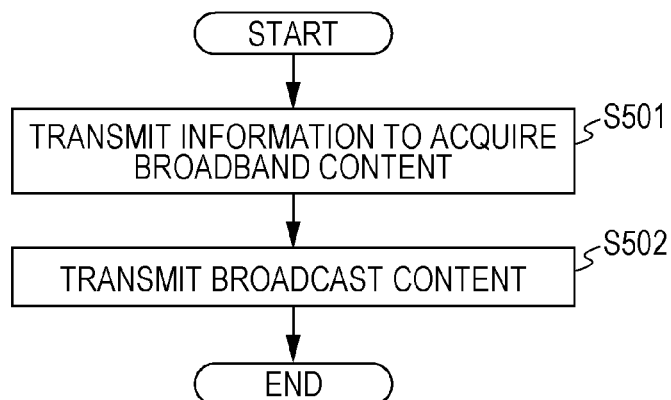 START
TRANSMIT INFORMATION TO ACQUIRE
BROADBAND CONTENT
S501
TRANSMIT BROADCAST CONTENT
S502
END